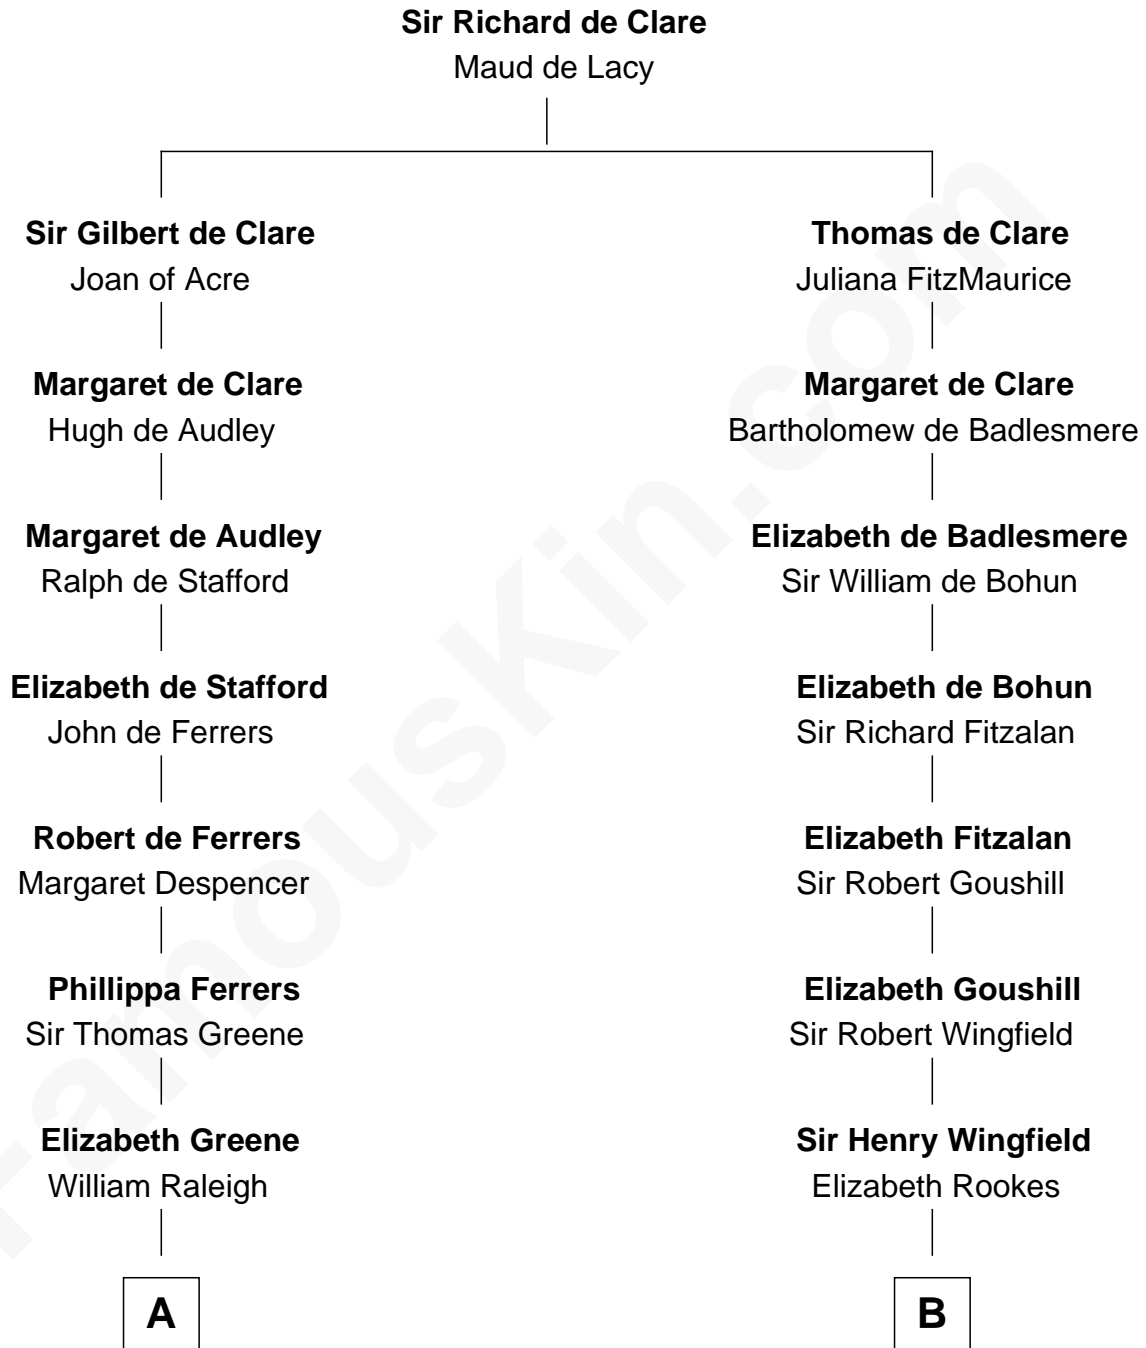 Sir Richard de Clare
Maud de Lacy
Sir Gilbert de Clare
Joan of Acre
Thomas de Clare
Juliana FitzMaurice
Margaret de Clare
Hugh de Audley
Margaret de Clare
Bartholomew de Badlesmere
Margaret de Audley
Ralph de Stafford
Elizabeth de Badlesmere
Sir William de Bohun
Elizabeth de Stafford
John de Ferrers
Elizabeth de Bohun
Sir Richard Fitzalan
Robert de Ferrers
Margaret Despencer
Elizabeth Fitzalan
Sir Robert Goushill
Phillippa Ferrers
Sir Thomas Greene
Elizabeth Goushill
Sir Robert Wingfield
Elizabeth Greene
William Raleigh
Sir Henry Wingfield
Elizabeth Rookes
A
B
FamousKin.com